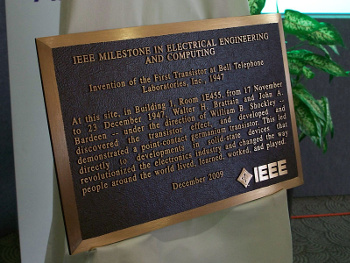 IEEE
IEEE MILESTONE IN ELECTRICAL ENGINEERING
AND COMPUTING
Invention of the First Transistor at Bell Telephone
Laboratories, Inc., 1947
At this site, in Building 1, Room 1E455, from 17 November
to 23 December 1947, Walter H. Brattain and John A.
Bardeen -- under the direction of William B. Shockley --
discovered the transistor effect, and developed and
demonstrated a point-contact germanium transistor. This led
directly to developments in solid-state devices that
revolutionized the electronics industry and changed the way
people around the world lived, learned, worked, and played.
December 2009
IEEE